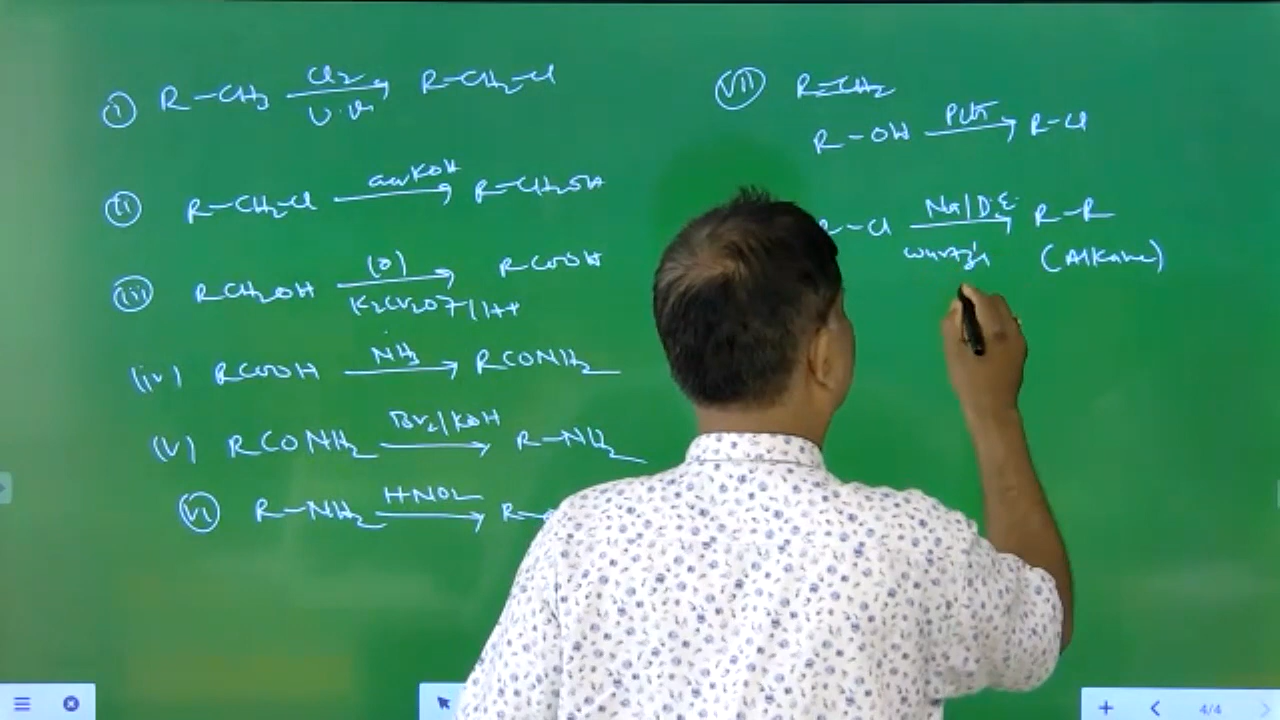 (i) R-CH3 Cl2 → R-CH2-Cl
U.V.
(ii) R-CH2-Cl aq KOH → R-CH2OH
(iii) RCH2OH (O) → RCOOH
K2Cr2O7/H+
(iv) RCOOH NH3 → RCONH2
(v) RCONH2 Br2/KOH → R-NH2
(vi) R-NH2 HNO2 → R-
(vii) R-CH2
R-OH PCl5 → R-Cl
R-Cl Na/D.E. → R-R
Wurtz's (Alkane)
4/4